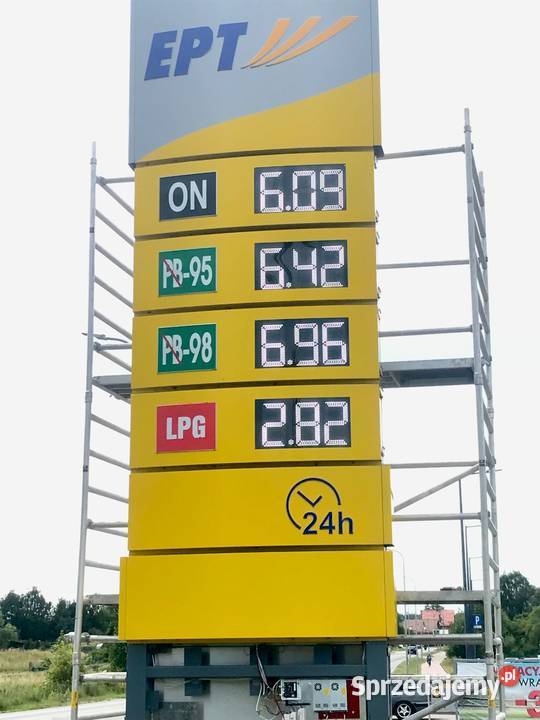 EPT
ON 6.09
PB-95 6.42
PB-98 6.96
LPG 2.82
24h
P
Sprzedajemy.pl